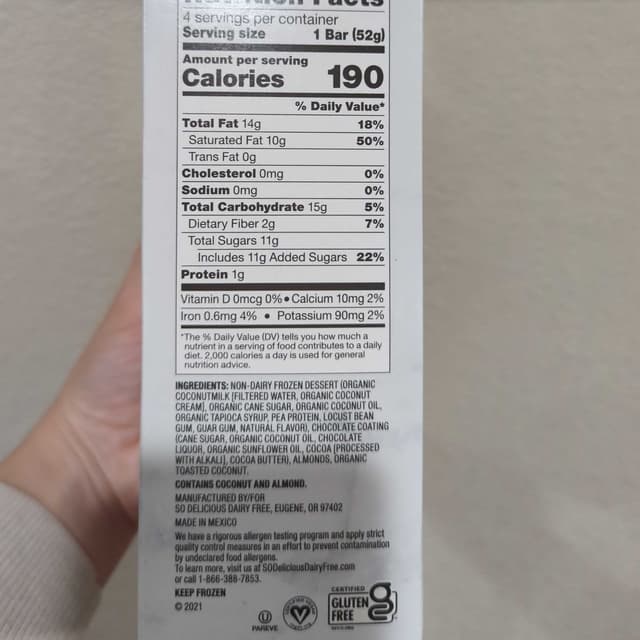 Nutrition Facts
4 servings per container
Serving size 1 Bar (52g)
Amount per serving
Calories 190
% Daily Value*
Total Fat 14g 18%
Saturated Fat 10g 50%
Trans Fat 0g
Cholesterol 0mg 0%
Sodium 0mg 0%
Total Carbohydrate 15g 5%
Dietary Fiber 2g 7%
Total Sugars 11g
Includes 11g Added Sugars 22%
Protein 1g
Vitamin D 0mcg 0% • Calcium 10mg 2%
Iron 0.6mg 4% • Potassium 90mg 2%
*The % Daily Value (DV) tells you how much a
nutrient in a serving of food contributes to a daily
diet. 2,000 calories a day is used for general
nutrition advice.
INGREDIENTS: NON-DAIRY FROZEN DESSERT (ORGANIC
COCONUTMILK [FILTERED WATER, ORGANIC COCONUT
CREAM], ORGANIC CANE SUGAR, ORGANIC COCONUT OIL,
ORGANIC TAPIOCA SYRUP, PEA PROTEIN, LOCUST BEAN
GUM, GUAR GUM, NATURAL FLAVOR), CHOCOLATE COATING
(CANE SUGAR, ORGANIC COCONUT OIL, CHOCOLATE
LIQUOR, ORGANIC SUNFLOWER OIL, COCOA [PROCESSED
WITH ALKALI], COCOA BUTTER), ALMONDS, ORGANIC
TOASTED COCONUT.
CONTAINS COCONUT AND ALMOND.
MANUFACTURED BY/FOR
SO DELICIOUS DAIRY FREE, EUGENE, OR 97402
MADE IN MEXICO
We have a rigorous allergen testing program and apply strict
quality control measures in an effort to prevent contamination
by undeclared food allergens.
To learn more, visit us at SODeliciousDairyFree.com
or call 1-866-388-7853.
KEEP FROZEN
© 2021
U
PAREVE
CERTIFIED
GLUTEN
FREE